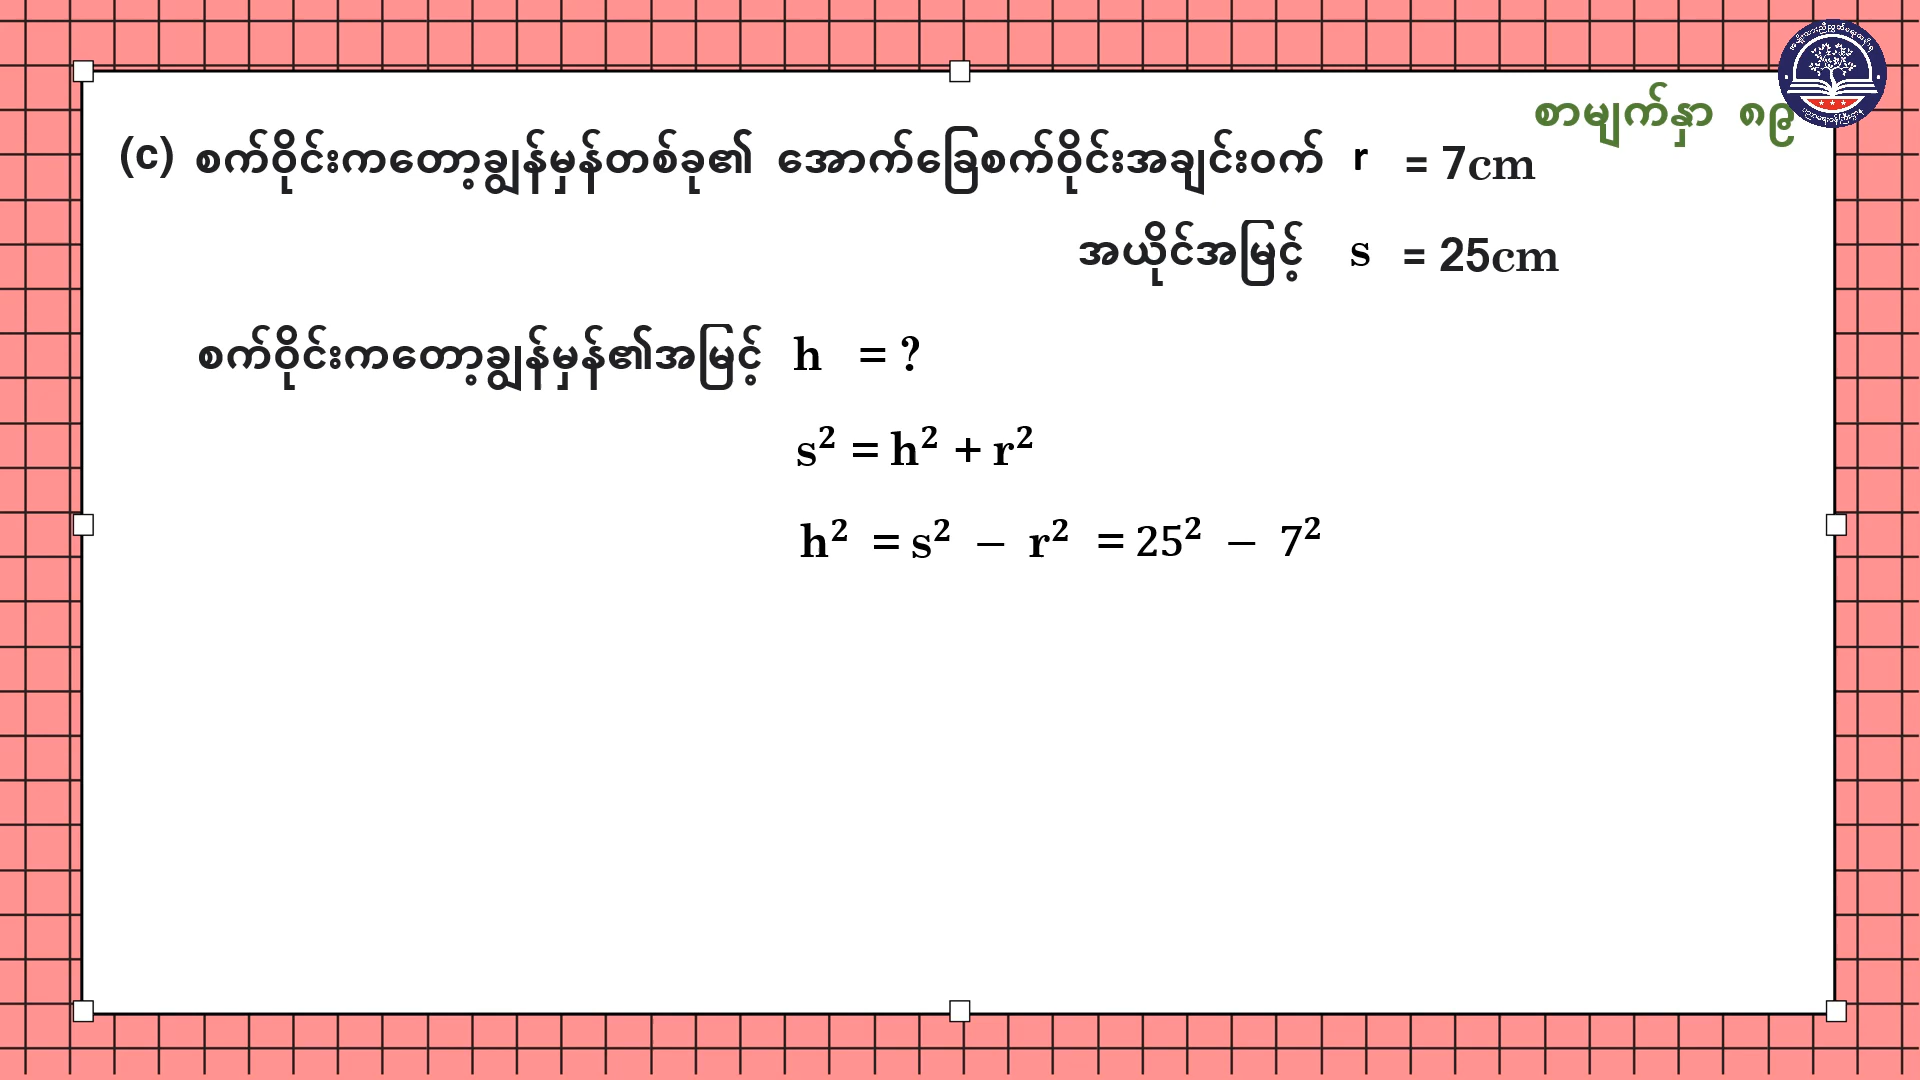 စာမျက်နှာ ၈၉
(c) စက်ဝိုင်းကတော့ချွန်မှန်တစ်ခု၏ အောက်ခြေစက်ဝိုင်းအချင်းဝက် r = 7cm
အယိုင်အမြင့် s = 25cm
စက်ဝိုင်းကတော့ချွန်မှန်၏အမြင့် h = ?
s² = h² + r²
h² = s² − r² = 25² − 7²